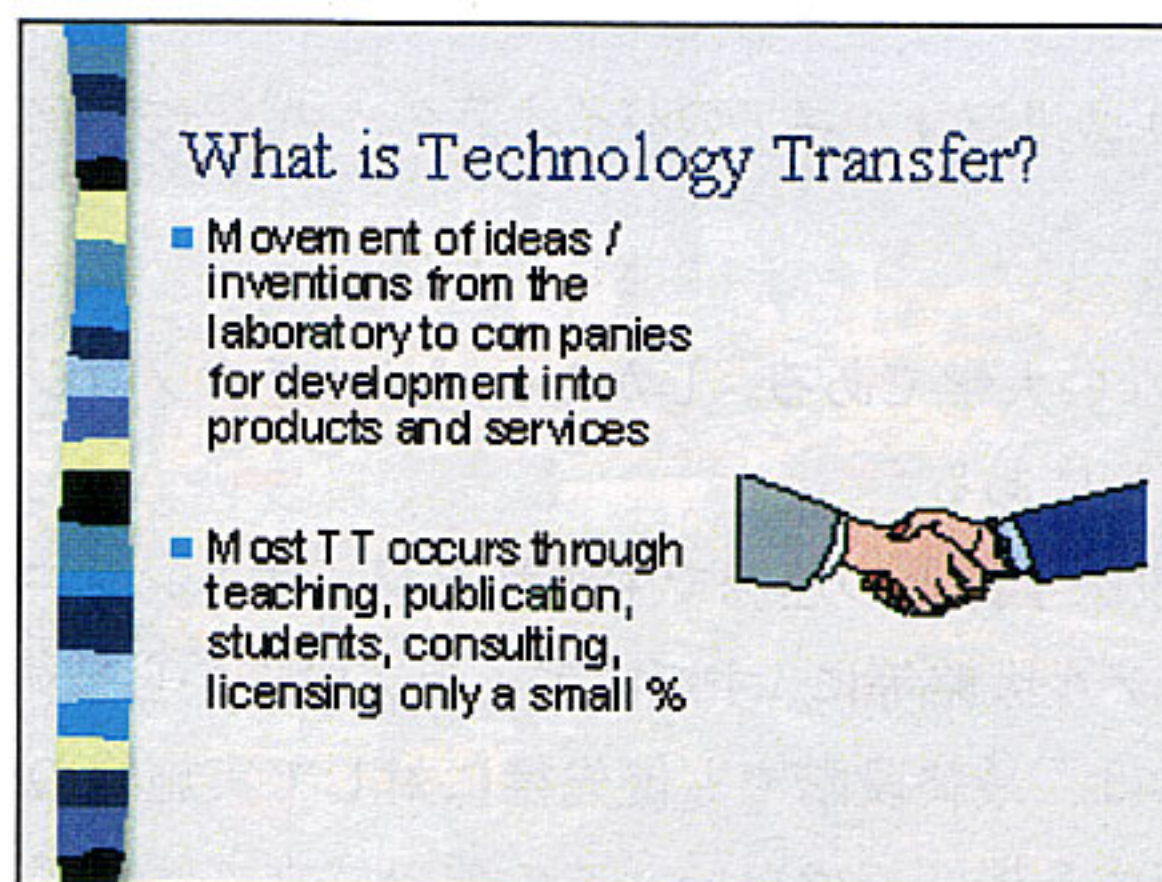 What is Technology Transfer?
Movement of ideas /
inventions from the
laboratory to companies
for development into
products and services
Most TT occurs through
teaching, publication,
students, consulting,
licensing only a small %